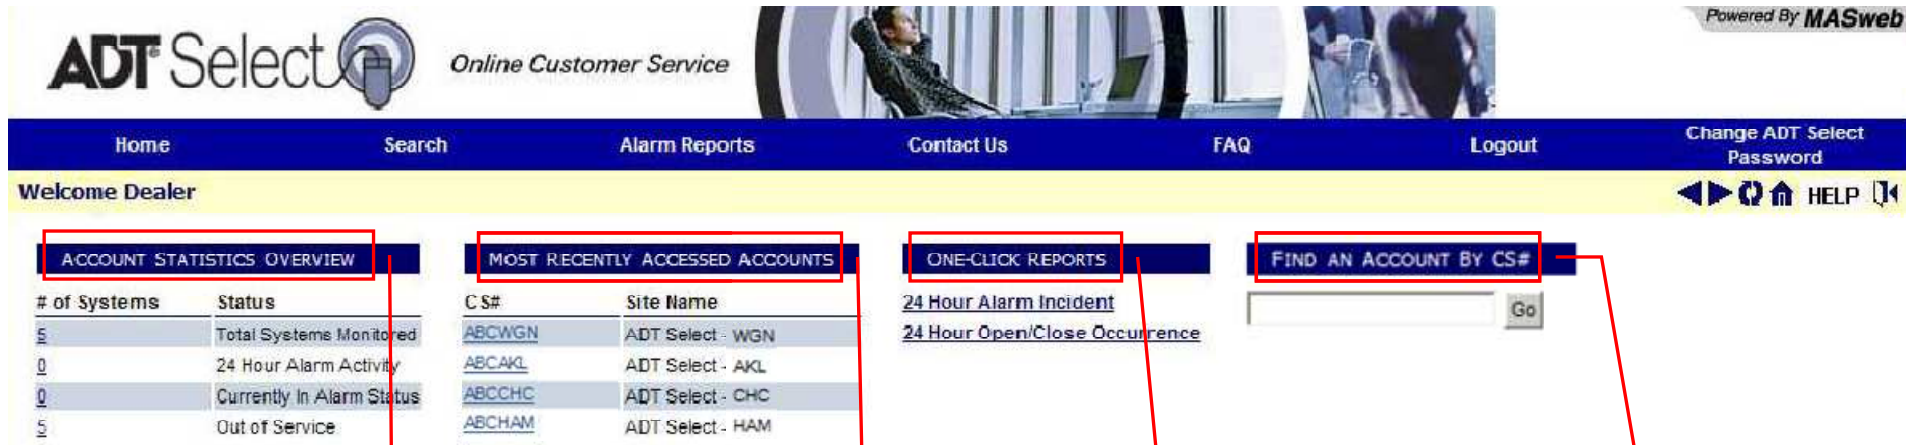 Powered By MASweb
ADT Select Online Customer Service
Home Search Alarm Reports Contact Us FAQ Logout Change ADT Select Password
Welcome Dealer HELP
ACCOUNT STATISTICS OVERVIEW
# of Systems Status
5 Total Systems Monitored
0 24 Hour Alarm Activity
0 Currently In Alarm Status
5 Out of Service
MOST RECENTLY ACCESSED ACCOUNTS
CS# Site Name
ABCWGN ADT Select - WGN
ABCAKL ADT Select - AKL
ABCCHC ADT Select - CHC
ABCHAM ADT Select - HAM
ONE-CLICK REPORTS
24 Hour Alarm Incident
24 Hour Open/Close Occurrence
FIND AN ACCOUNT BY CS#
Go